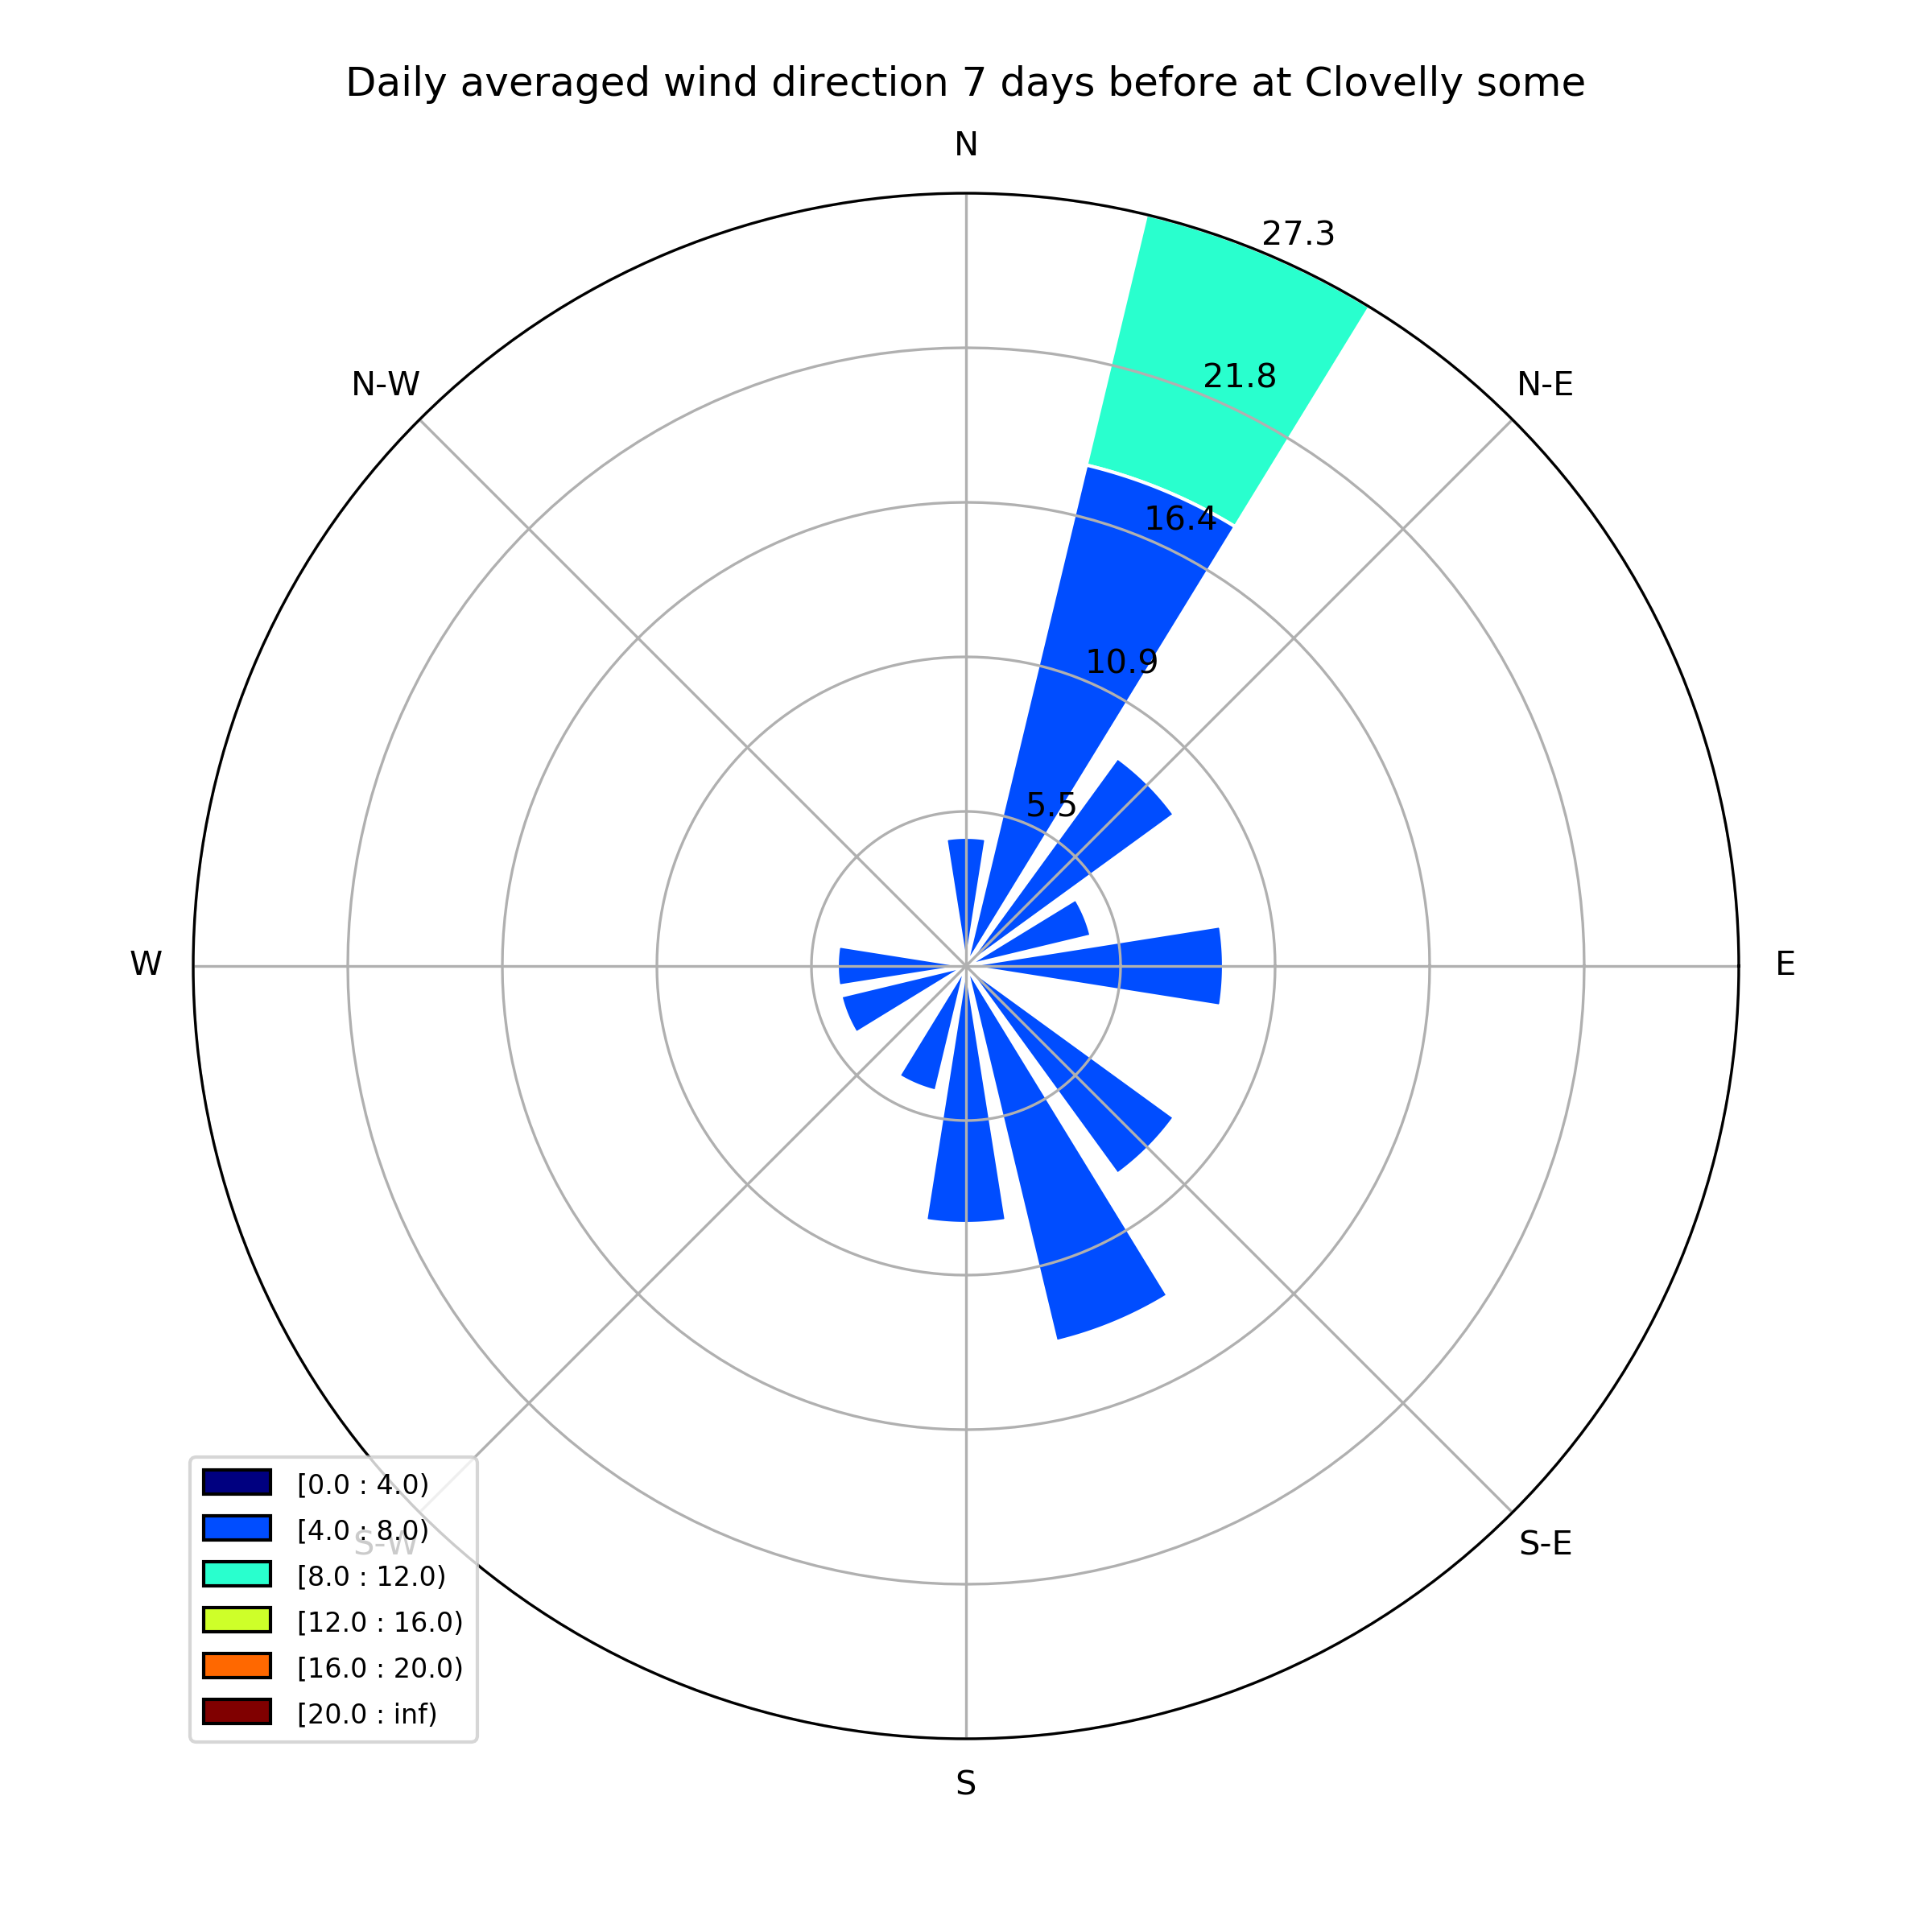 Daily averaged wind direction 7 days before at Clovelly some
N
27.3
N-W
21.8
N-E
16.4
10.9
5.5
W
E
[0.0 : 4.0)
[4.0 : 8.0)
S-W
S-E
[8.0 : 12.0)
[12.0 : 16.0)
[16.0 : 20.0)
[20.0 : inf)
S